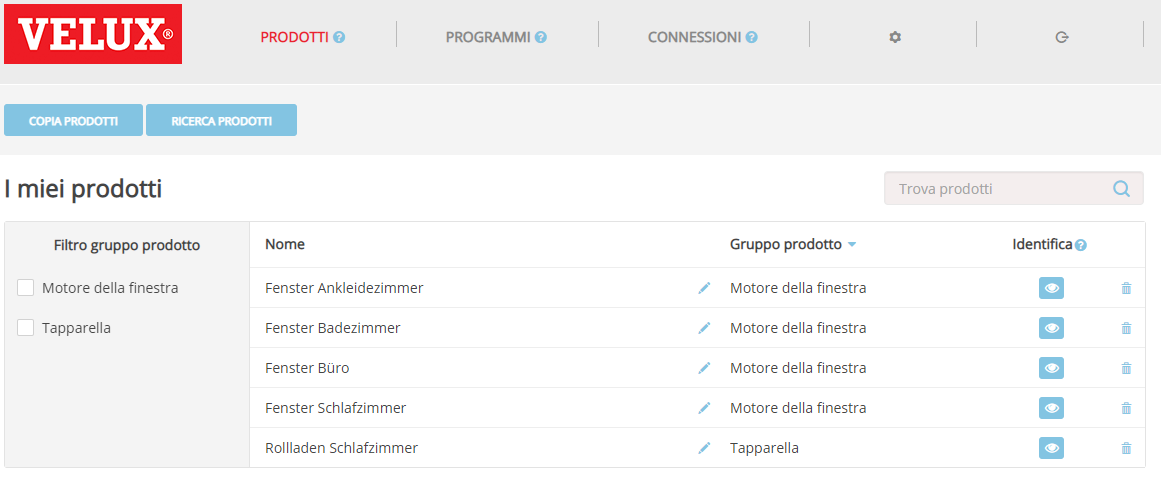 VELUX®
PRODOTTI
PROGRAMMI
CONNESSIONI
COPIA PRODOTTI
RICERCA PRODOTTI
I miei prodotti
Trova prodotti
Filtro gruppo prodotto
Motore della finestra
Tapparella
Nome Gruppo prodotto Identifica
Fenster Ankleidezimmer Motore della finestra
Fenster Badezimmer Motore della finestra
Fenster Büro Motore della finestra
Fenster Schlafzimmer Motore della finestra
Rollladen Schlafzimmer Tapparella